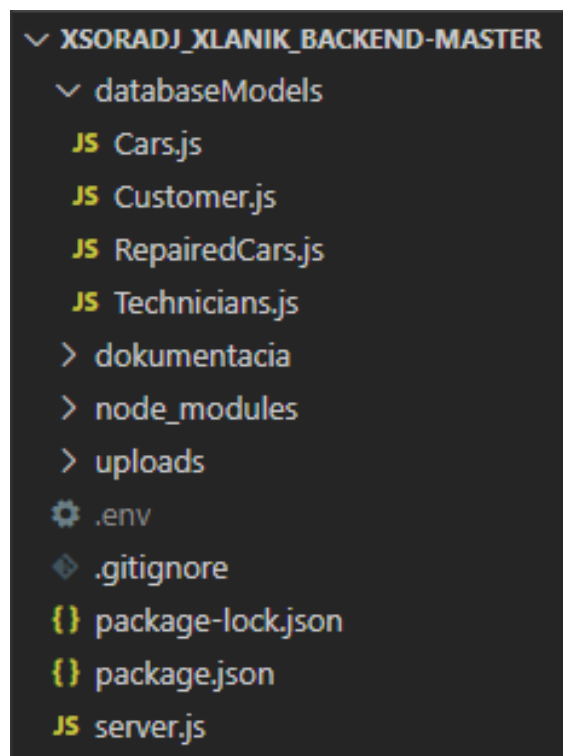 XSORADJ_XLANIK_BACKEND-MASTER
databaseModels
JS Cars.js
JS Customer.js
JS RepairedCars.js
JS Technicians.js
dokumentacia
node_modules
uploads
.env
.gitignore
{} package-lock.json
{} package.json
JS server.js